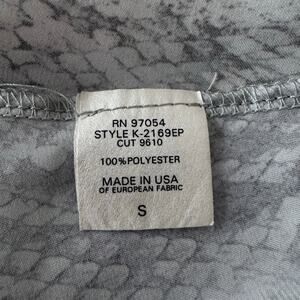 RN 97054
STYLE K-2169EP
CUT 9610
100%POLYESTER
MADE IN USA
OF EUROPEAN FABRIC
S